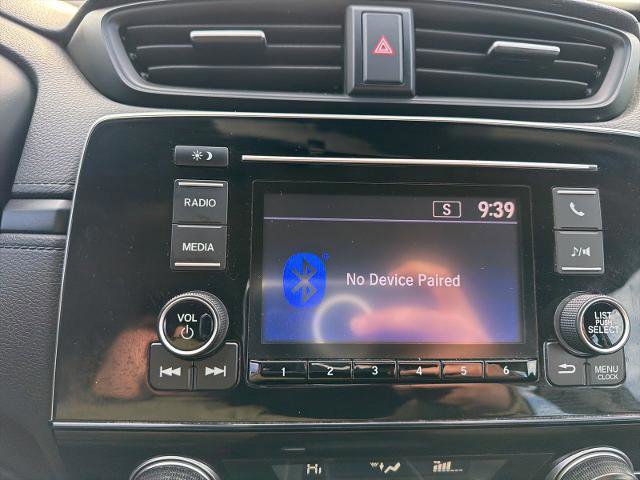 RADIO
MEDIA
S 9:39
No Device Paired
VOL
LIST
PUSH
SELECT
1 2 3 4 5 6
MENU
CLOCK
Hi